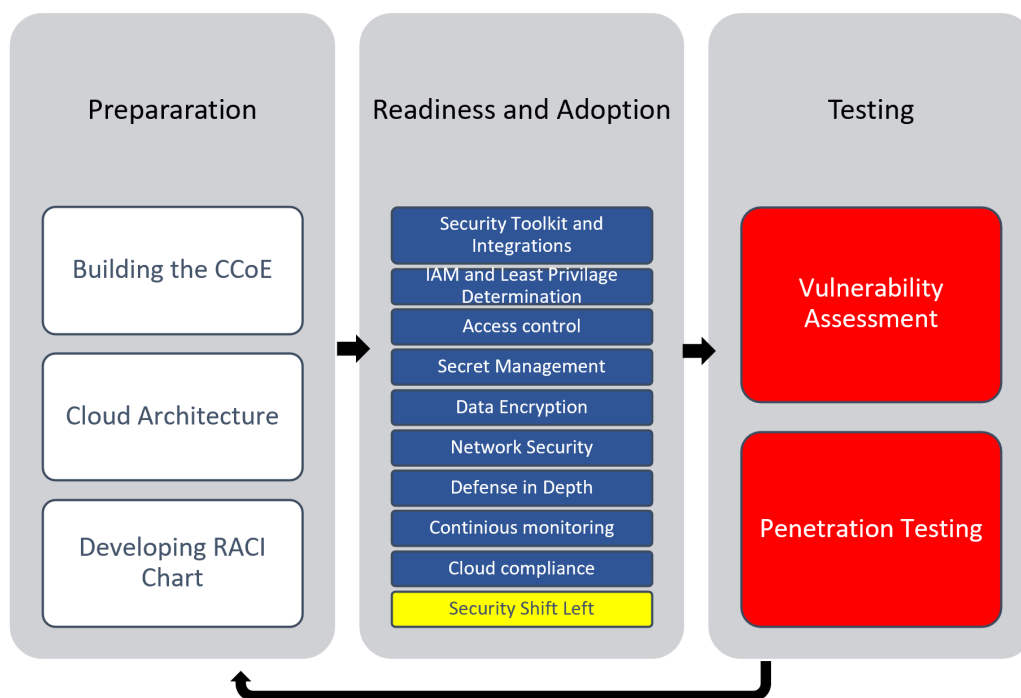 Prepararation
Building the CCoE
Cloud Architecture
Developing RACI
Chart
Readiness and Adoption
Security Toolkit and
Integrations
IAM and Least Privilage
Determination
Access control
Secret Management
Data Encryption
Network Security
Defense in Depth
Continious monitoring
Cloud compliance
Security Shift Left
Testing
Vulnerability
Assessment
Penetration Testing